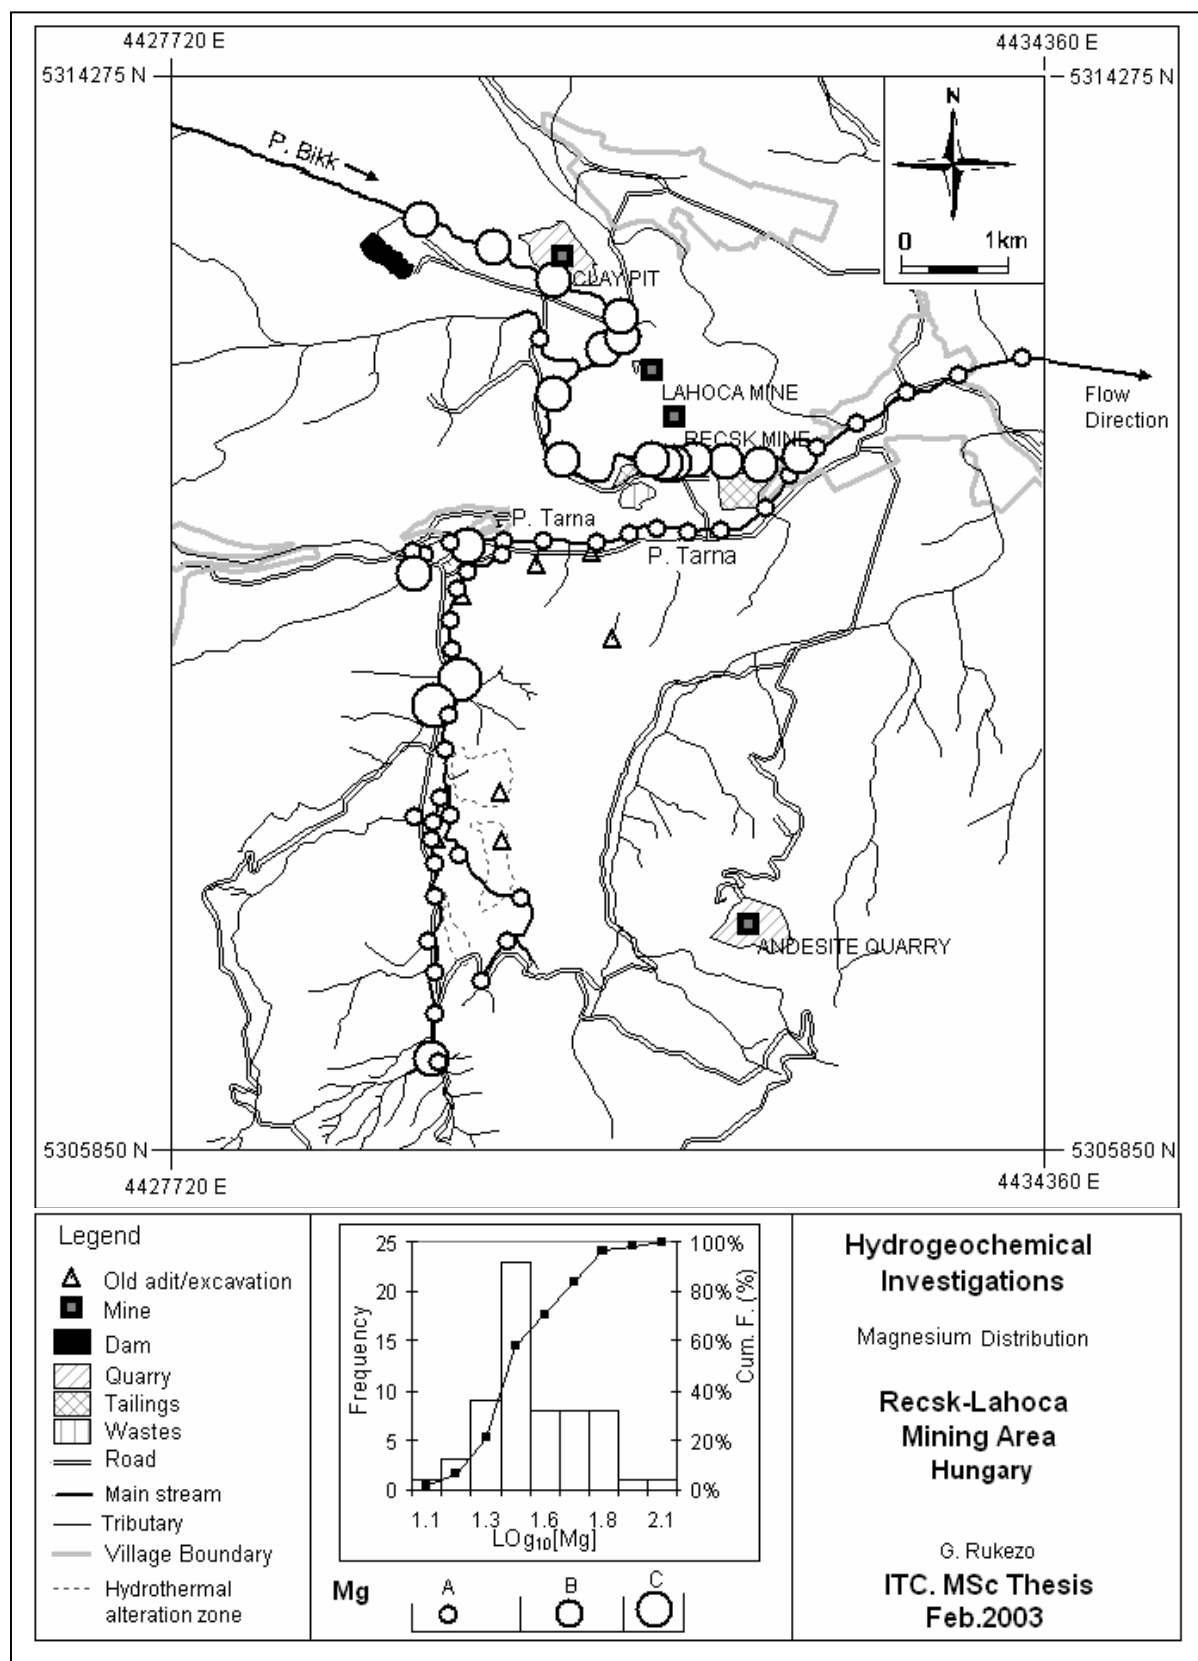 4427720 E
4434360 E
5314275 N
5314275 N
N
P. Bikk
0 1km
CLAY PIT
LAHOCA MINE
Flow
Direction
RECSK MINE
P. Tarna
P. Tarna
ANDESITE QUARRY
5305850 N
5305850 N
4427720 E
4434360 E
Legend
Old adit/excavation
Mine
Dam
Quarry
Tailings
Wastes
Road
Main stream
Tributary
Village Boundary
Hydrothermal
alteration zone
25
20
15
10
5
0
Frequency
100%
80%
60%
40%
20%
0%
Cum. F. (%)
1.1 1.3 1.6 1.8 2.1
LOg10[Mg]
Mg
A B C
Hydrogeochemical
Investigations
Magnesium Distribution
Recsk-Lahoca
Mining Area
Hungary
G. Rukezo
ITC. MSc Thesis
Feb.2003